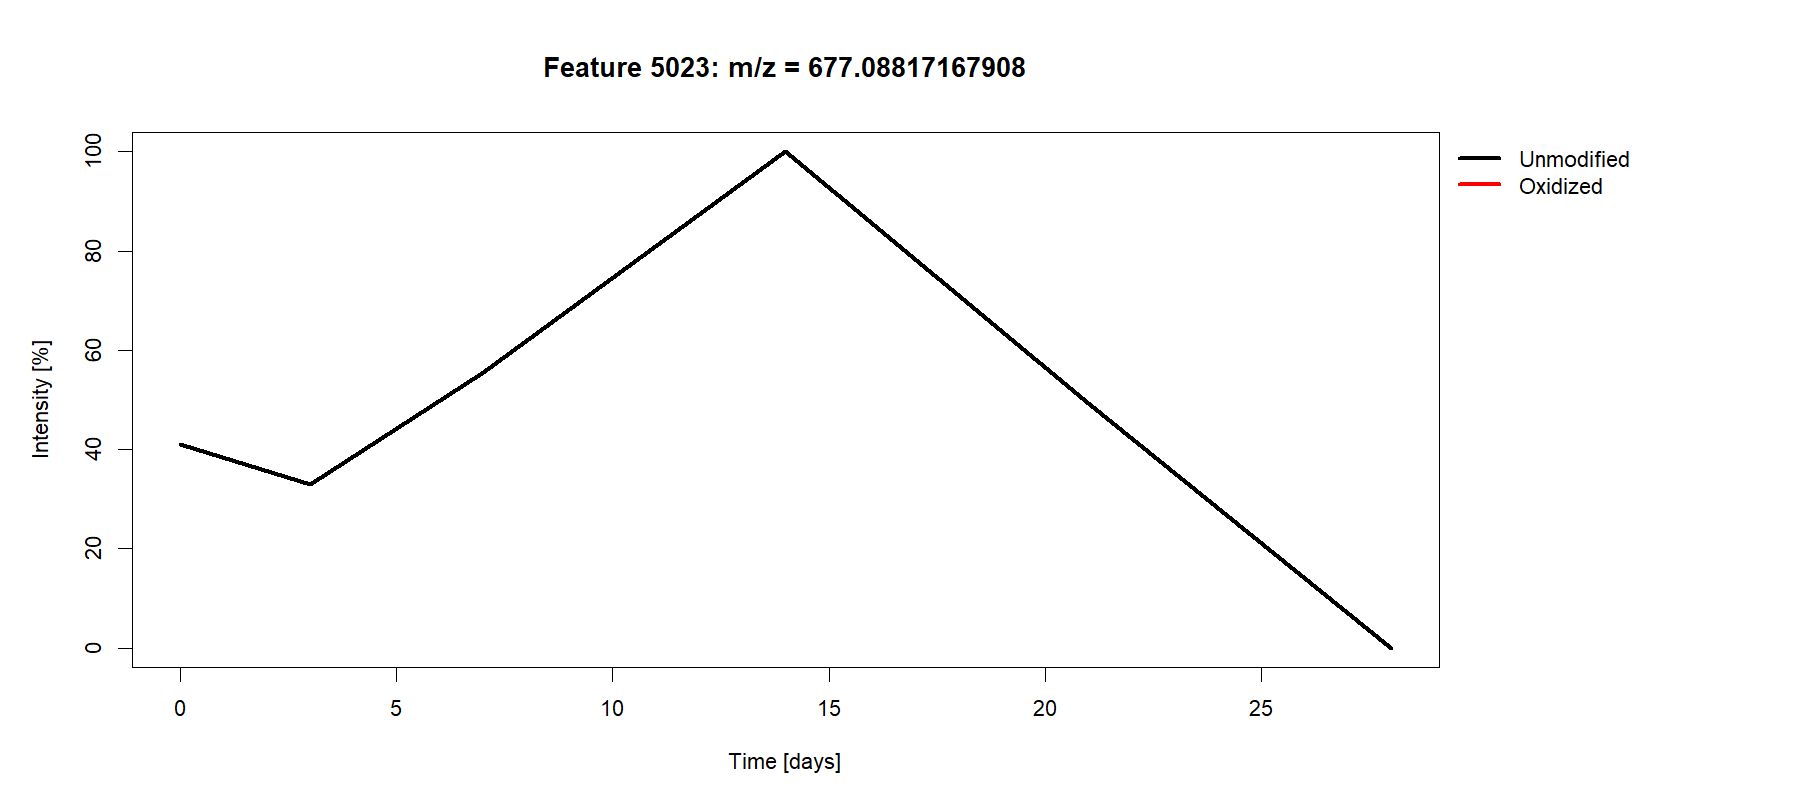 Feature 5023: m/z = 677.08817167908
Unmodified
Oxidized
Intensity [%]
100
80
60
40
20
0
0 5 10 15 20 25
Time [days]